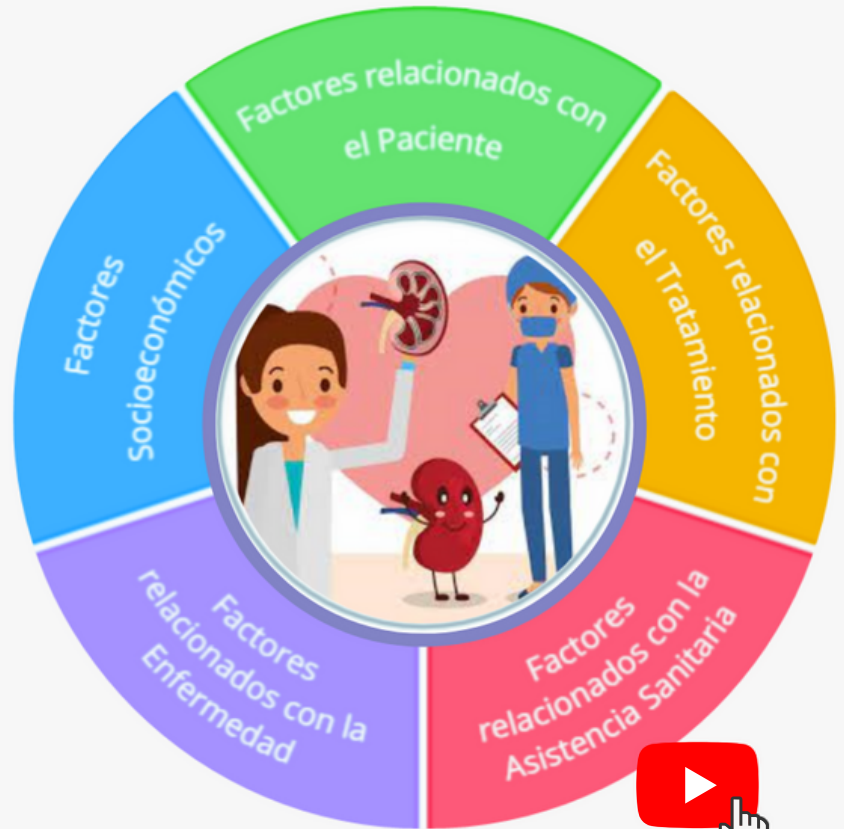 Factores relacionados con
el Paciente
Factores relacionados con
el Tratamiento
Factores
relacionados con la
Asistencia Sanitaria
Factores
relacionados con la
Enfermedad
Factores
Socioeconómicos